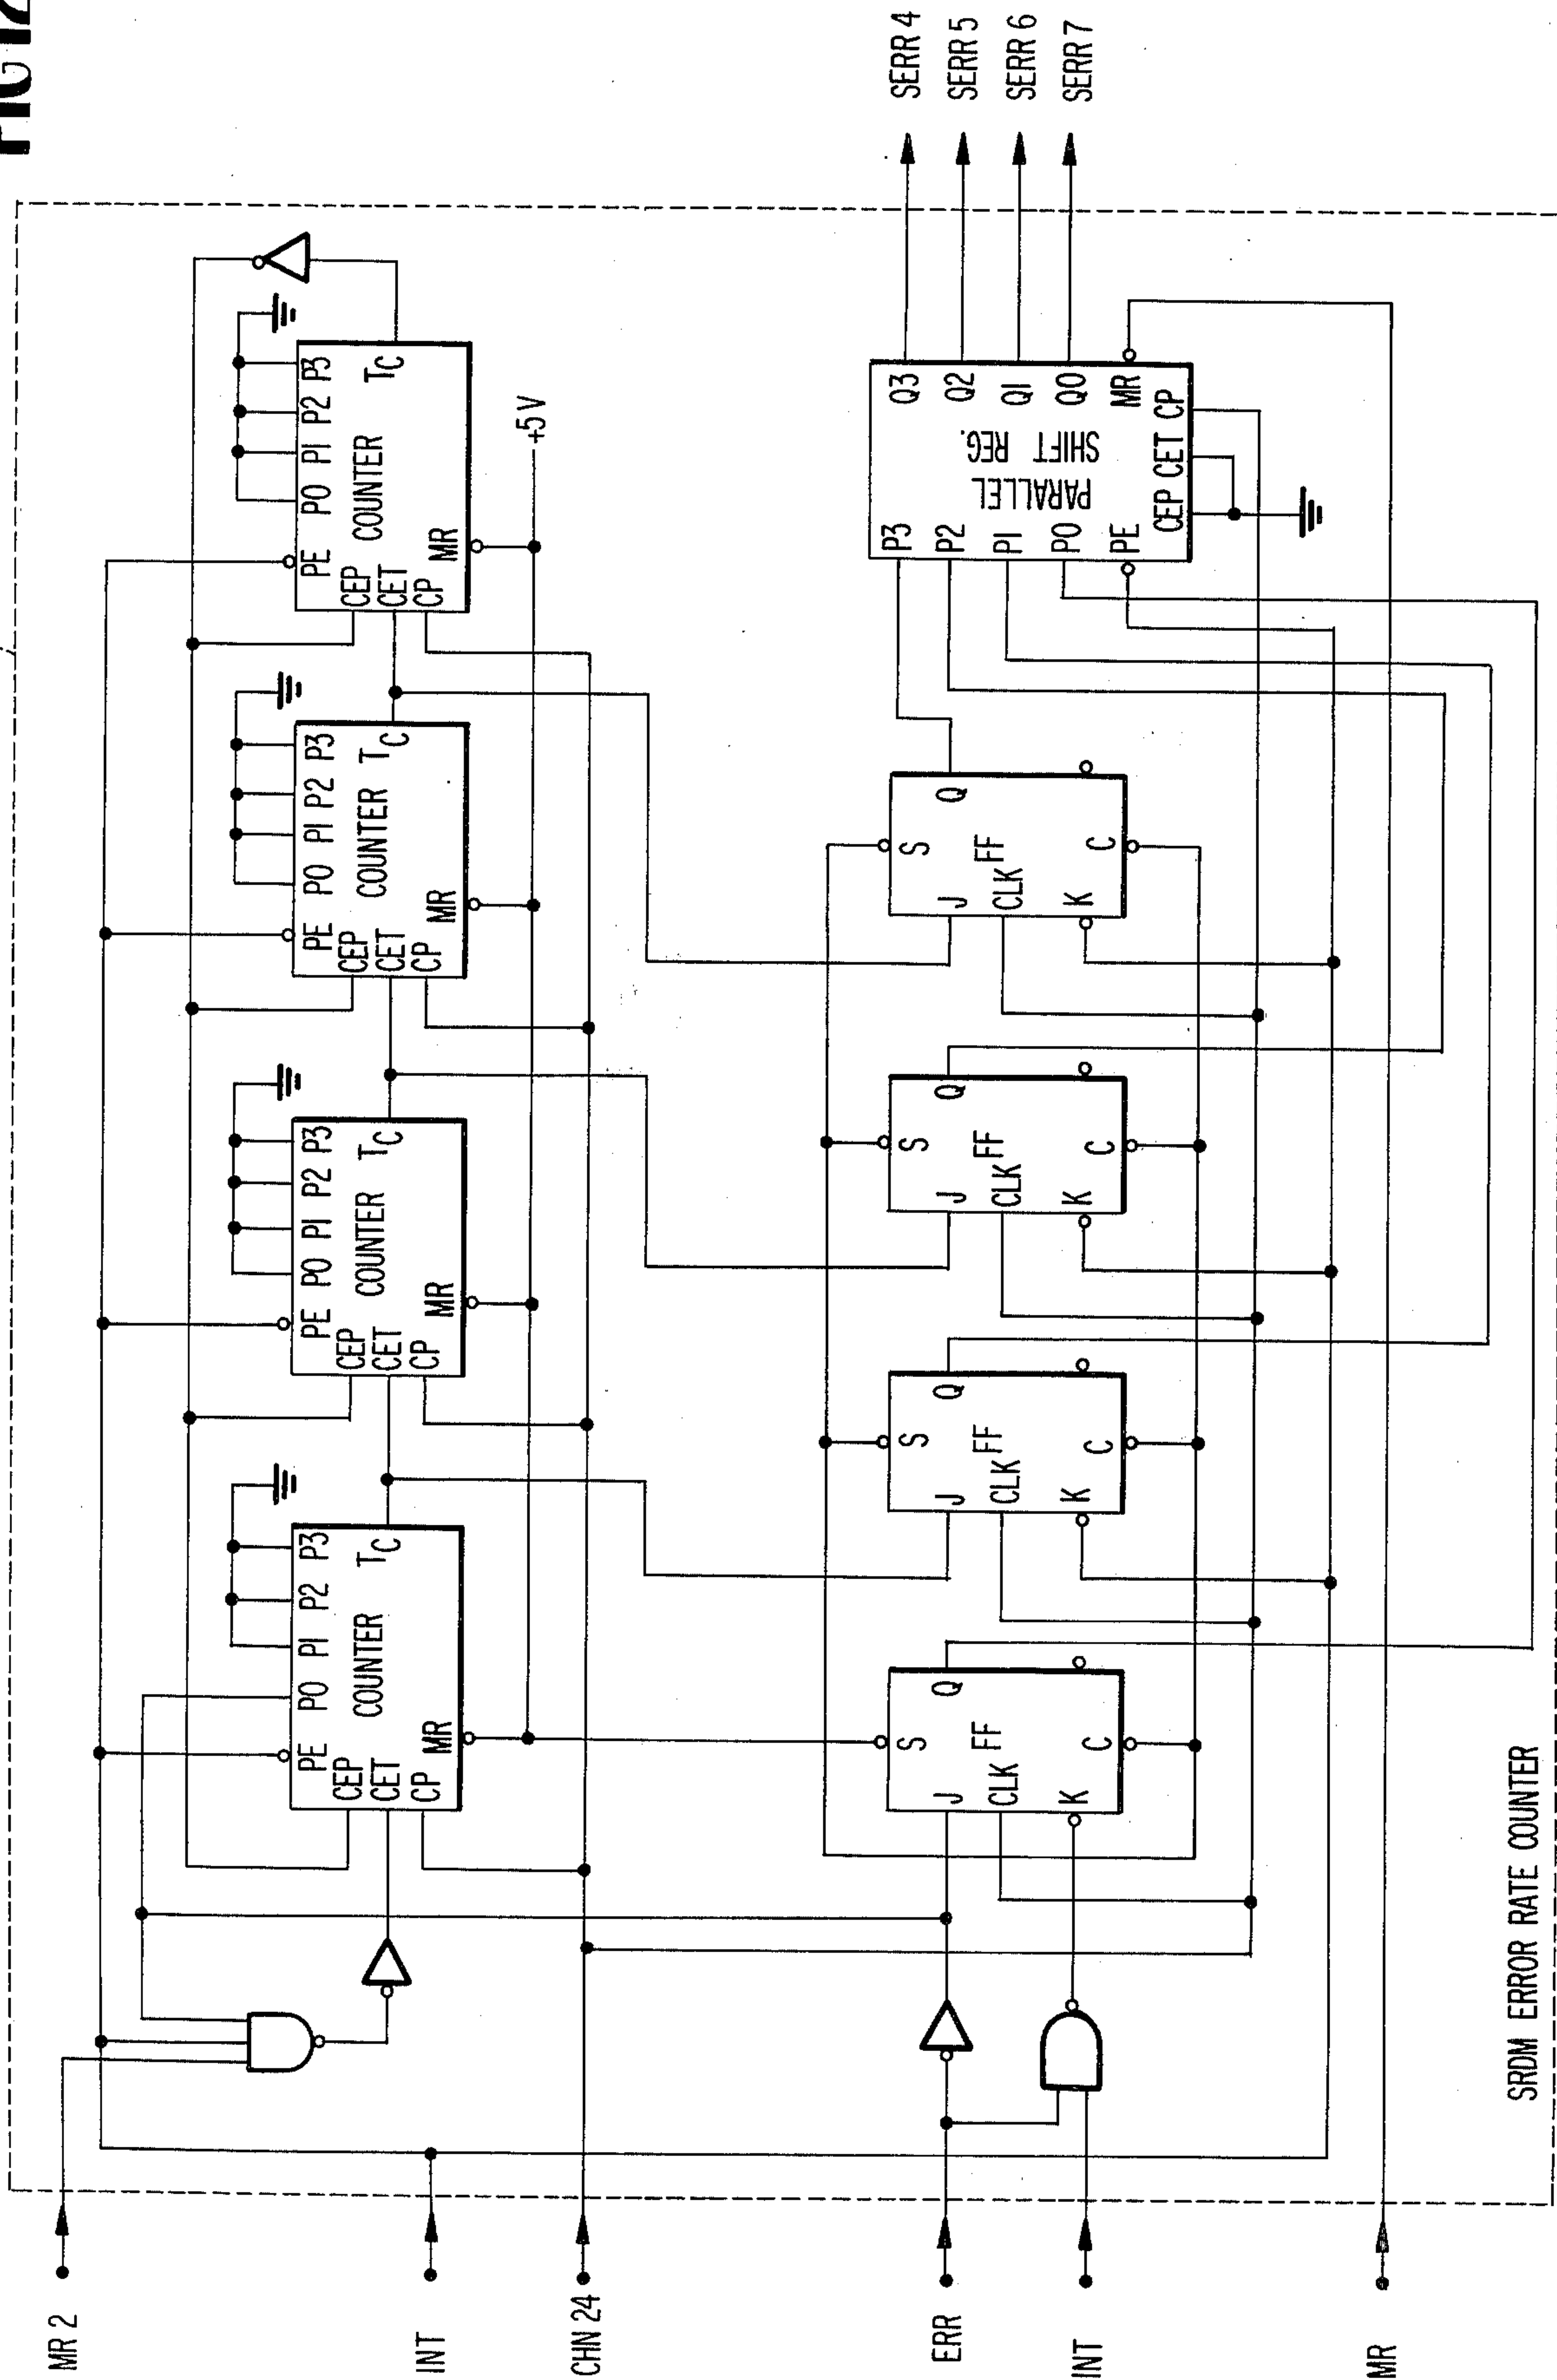 FIG 12
MR 2
INT
CHN 24
ERR
INT
MR
PE P0 P1 P2 P3
CEP
CET COUNTER TC
CP MR
PE P0 P1 P2 P3
CEP
CET COUNTER TC
CP MR
PE P0 P1 P2 P3
CEP
CET COUNTER TC
CP MR
PE P0 P1 P2 P3
CEP
CET COUNTER TC
CP MR
+5V
S
J Q
CLK FF
K C
S
J Q
CLK FF
K C
S
J Q
CLK FF
K C
S
J Q
CLK FF
K C
P3 Q3
P2 Q2
P1 Q1
P0 Q0
PE MR
PARALLEL
SHIFT REG.
CEP CET CP
SERR 4
SERR 5
SERR 6
SERR 7
SRDM ERROR RATE COUNTER